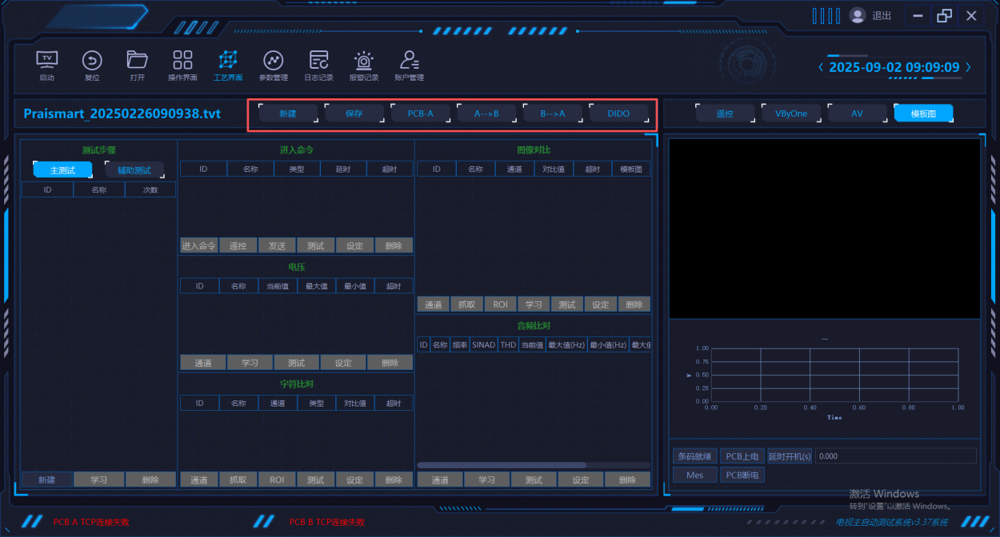 退出
TV
启动 复位 打开 操作界面 工艺界面 参数管理 日志记录 报警记录 账户管理
2025-09-02 09:09:09
Praismart_20250226090938.tvt
新建 保存 PCB-A A-->B B-->A DIDO
遥控 VByOne AV 模板图
测试步骤
主测试 辅助测试
ID 名称 次数
新建 学习 删除
进入命令
ID 名称 类型 延时 超时
进入命令 遥控 发送 测试 设定 删除
电压
ID 名称 当前值 最大值 最小值 超时
通道 学习 测试 设定 删除
字符比对
ID 名称 通道 类型 对比值 超时
通道 抓取 ROI 测试 设定 删除
图像对比
ID 名称 通道 对比值 超时 模板图
通道 抓取 ROI 学习 测试 设定 删除
音频比对
ID 名称 频率 SINAD THD 当前值 最大值(Hz) 最小值(Hz) 最大值
通道 学习 测试 设定 删除
1.00
0.75
0.50
0.25
0.00
0.00 0.20 0.40 0.60 0.80 1.00
Time
条码就绪 PCB上电 延时开机(s) 0.000
Mes PCB断电
激活 Windows
转到"设置"以激活 Windows。
PCB A TCP连接失败
PCB B TCP连接失败
电视主自动测试系统v3.37系统